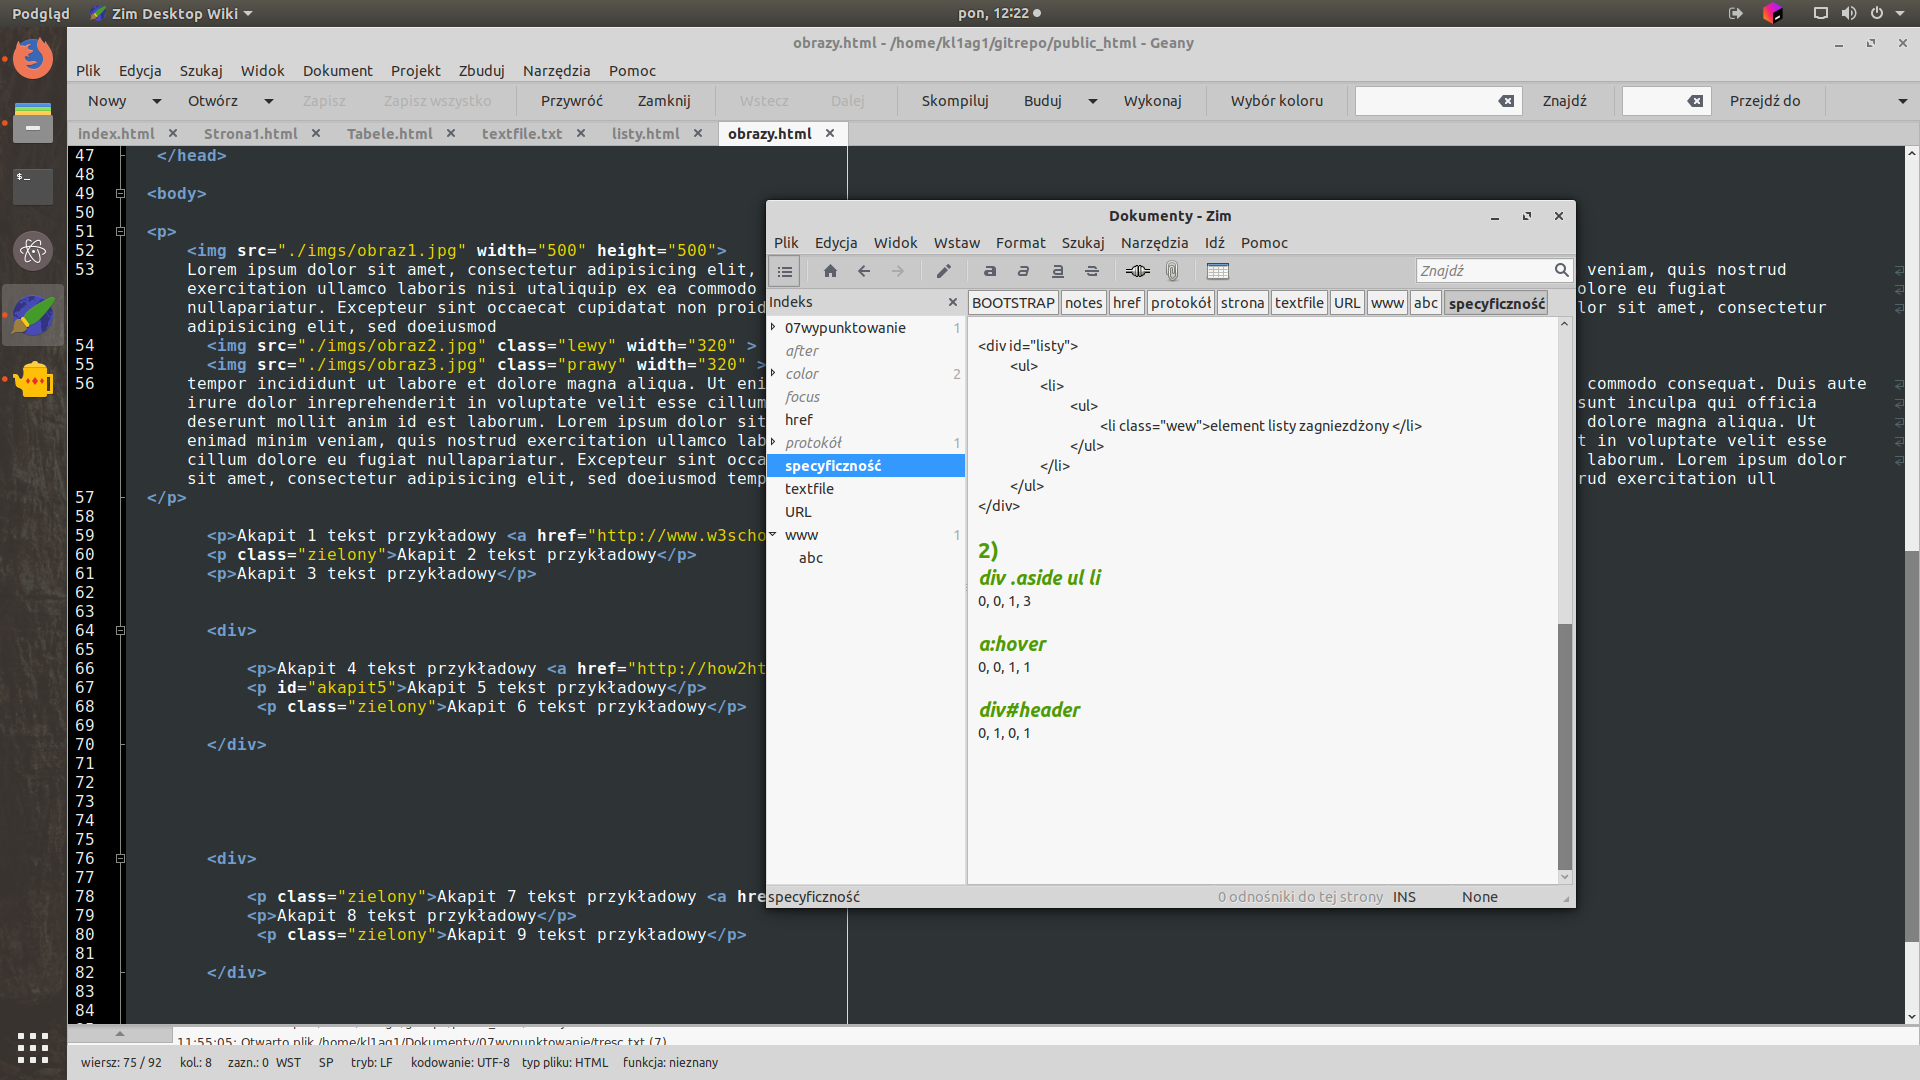 Podgląd Zim Desktop Wiki pon, 12:22
obrazy.html - /home/kl1ag1/gitrepo/public_html - Geany
Plik Edycja Szukaj Widok Dokument Projekt Zbuduj Narzędzia Pomoc
Nowy Otwórz Zapisz Zapisz wszystko Przywróć Zamknij Wstecz Dalej Skompiluj Buduj Wykonaj Wybór koloru Znajdź Przejdź do
index.html Strona1.html Tabele.html textfile.txt listy.html obrazy.html
47 </head>
48
49 <body>
50
51 <p>
52 <img src="./imgs/obraz1.jpg" width="500" height="500">
53 Lorem ipsum dolor sit amet, consectetur adipisicing elit, veniam, quis nostrud
exercitation ullamco laboris nisi utaliquip ex ea commodo olore eu fugiat
nullapariatur. Excepteur sint occaecat cupidatat non proid lor sit amet, consectetur
adipisicing elit, sed doeiusmod
54 <img src="./imgs/obraz2.jpg" class="lewy" width="320" >
55 <img src="./imgs/obraz3.jpg" class="prawy" width="320" >
56 tempor incididunt ut labore et dolore magna aliqua. Ut eni commodo consequat. Duis aute
irure dolor inreprehenderit in voluptate velit esse cillum sunt inculpa qui officia
deserunt mollit anim id est laborum. Lorem ipsum dolor sit dolore magna aliqua. Ut
enimad minim veniam, quis nostrud exercitation ullamco lab t in voluptate velit esse
cillum dolore eu fugiat nullapariatur. Excepteur sint occa laborum. Lorem ipsum dolor
sit amet, consectetur adipisicing elit, sed doeiusmod temp rud exercitation ull
57 </p>
58
59 <p>Akapit 1 tekst przykładowy <a href="http://www.w3scho
60 <p class="zielony">Akapit 2 tekst przykładowy</p>
61 <p>Akapit 3 tekst przykładowy</p>
62
63
64 <div>
65
66 <p>Akapit 4 tekst przykładowy <a href="http://how2ht
67 <p id="akapit5">Akapit 5 tekst przykładowy</p>
68 <p class="zielony">Akapit 6 tekst przykładowy</p>
69
70 </div>
71
72
73
74
75
76 <div>
77
78 <p class="zielony">Akapit 7 tekst przykładowy <a hre
79 <p>Akapit 8 tekst przykładowy</p>
80 <p class="zielony">Akapit 9 tekst przykładowy</p>
81
82 </div>
83
84
11:55:05: Otwarto plik /home/kl1ag1/Dokumenty/07wypunktowanie/tresc.txt (7).
wiersz: 75 / 92 kol.: 8 zazn.: 0 WST SP tryb: LF kodowanie: UTF-8 typ pliku: HTML funkcja: nieznany
Dokumenty - Zim
Plik Edycja Widok Wstaw Format Szukaj Narzędzia Idź Pomoc
a a a a Znajdź
Indeks
07wypunktowanie 1
after
color 2
focus
href
protokół 1
specyficzność
textfile
URL
www 1
abc
BOOTSTRAP notes href protokół strona textfile URL www abc specyficzność
<div id="listy">
<ul>
<li>
<ul>
<li class="wew">element listy zagniezdżony </li>
</ul>
</li>
</ul>
</div>
2)
div .aside ul li
0, 0, 1, 3
a:hover
0, 0, 1, 1
div#header
0, 1, 0, 1
specyficzność 0 odnośniki do tej strony INS None